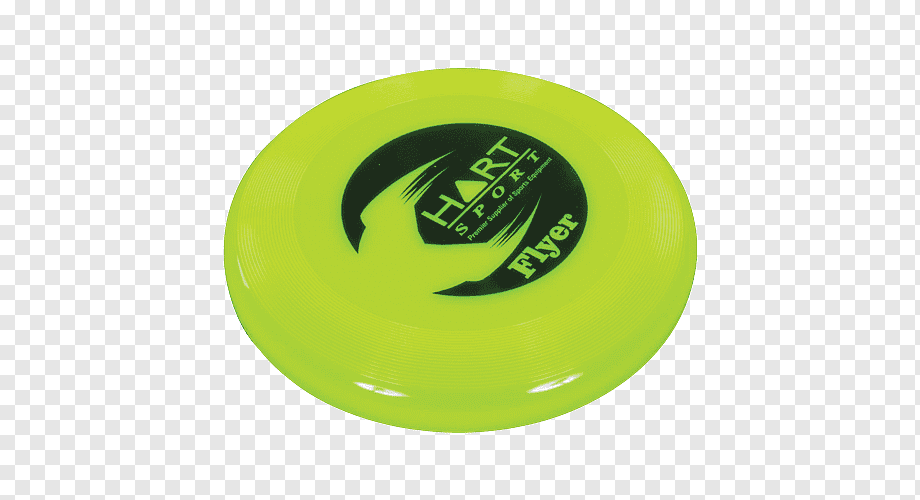 HART
SPORT
Premier Supplier of Sports Equipment
Flyer